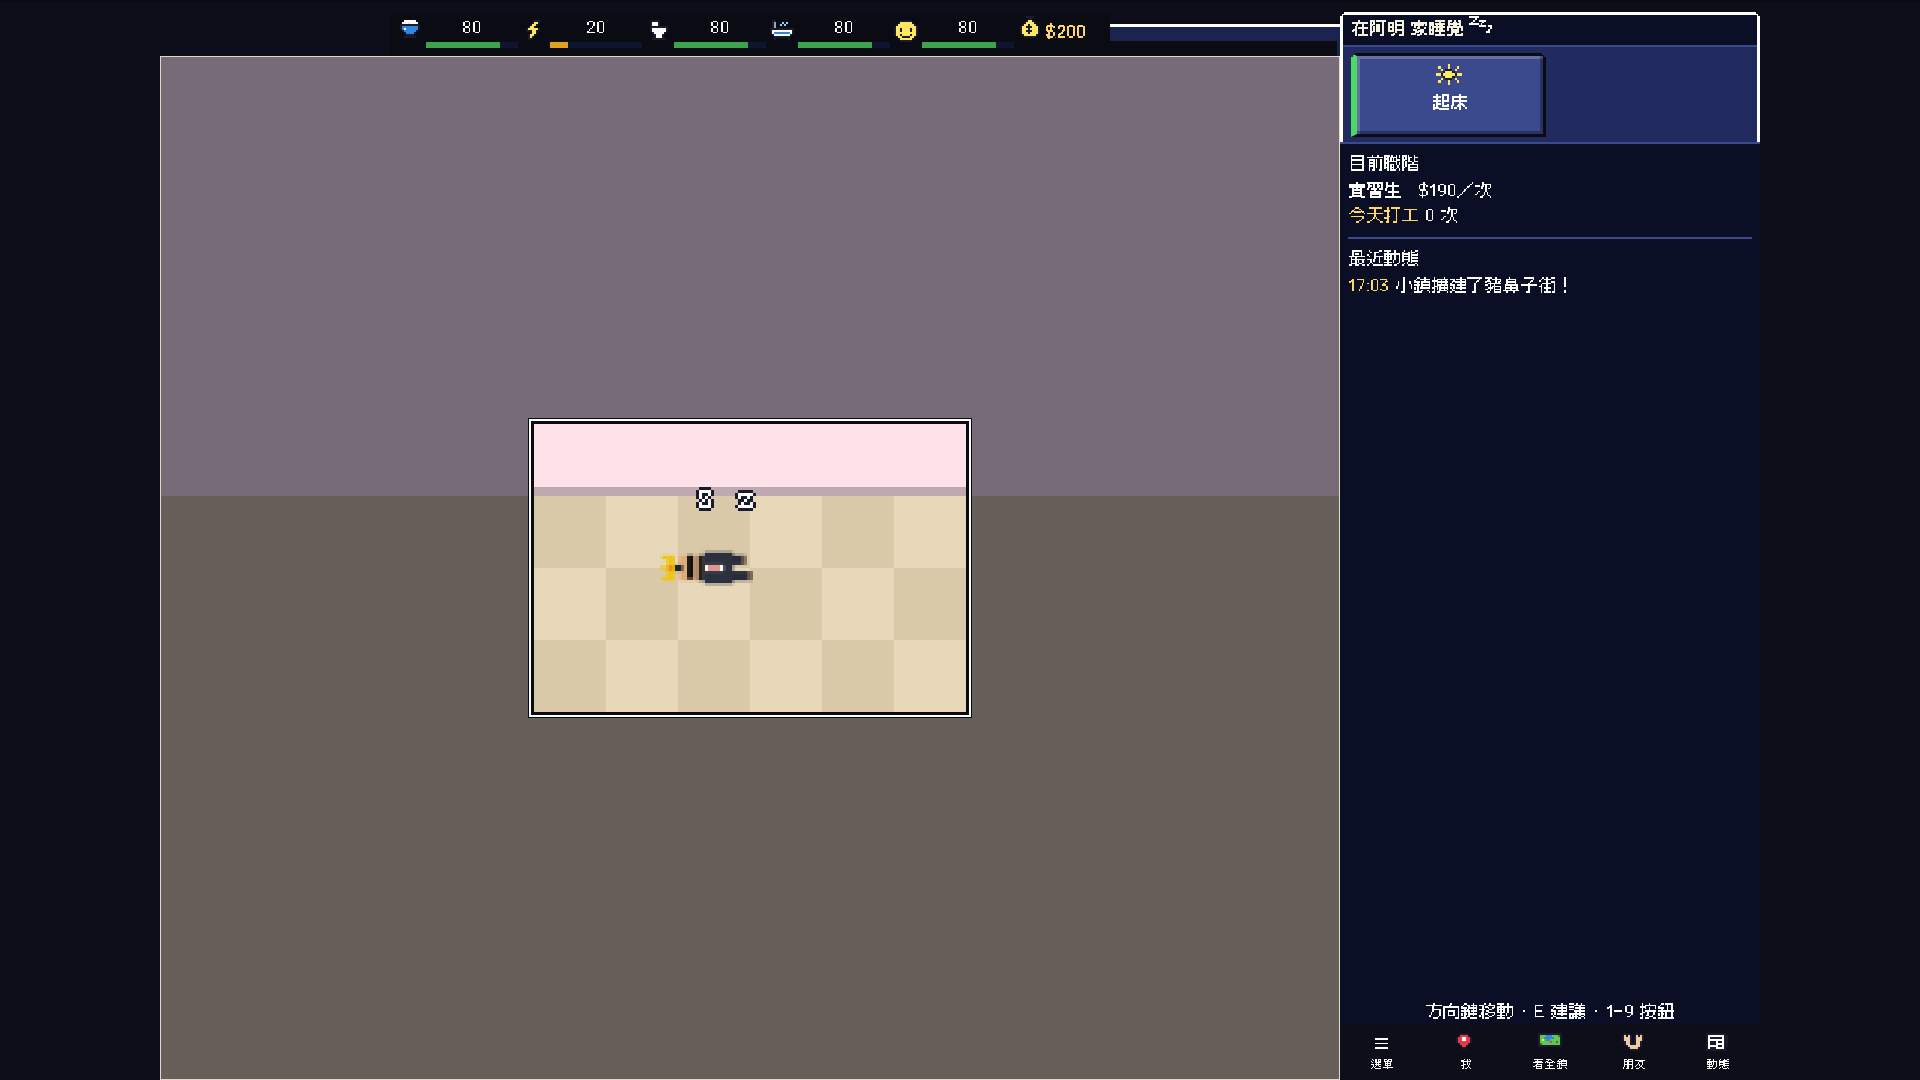 80
20
80
80
80
$200
在阿明 家睡覺 Zzz
起床
目前職階
實習生 $190／次
今天打工 0 次
最近動態
17:03 小鎮擴建了豬鼻子街！
方向鍵移動 · E 建議 · 1-9 按鈕
選單
我
看全鎮
朋友
動態